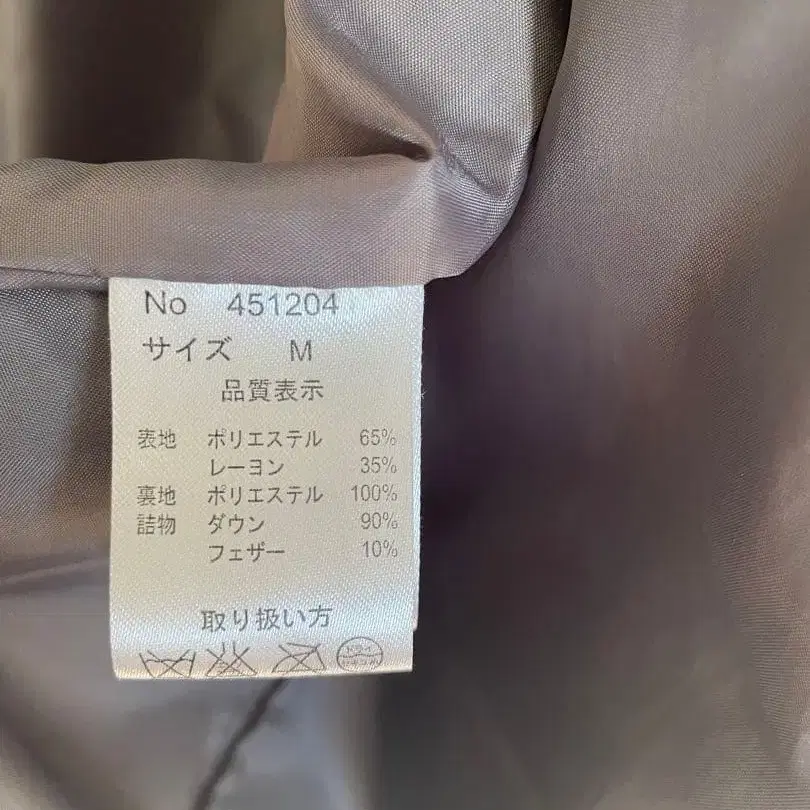 No 451204
サイズ M
品質表示
表地 ポリエステル 65%
レーヨン 35%
裏地 ポリエステル 100%
詰物 ダウン 90%
フェザー 10%
取り扱い方